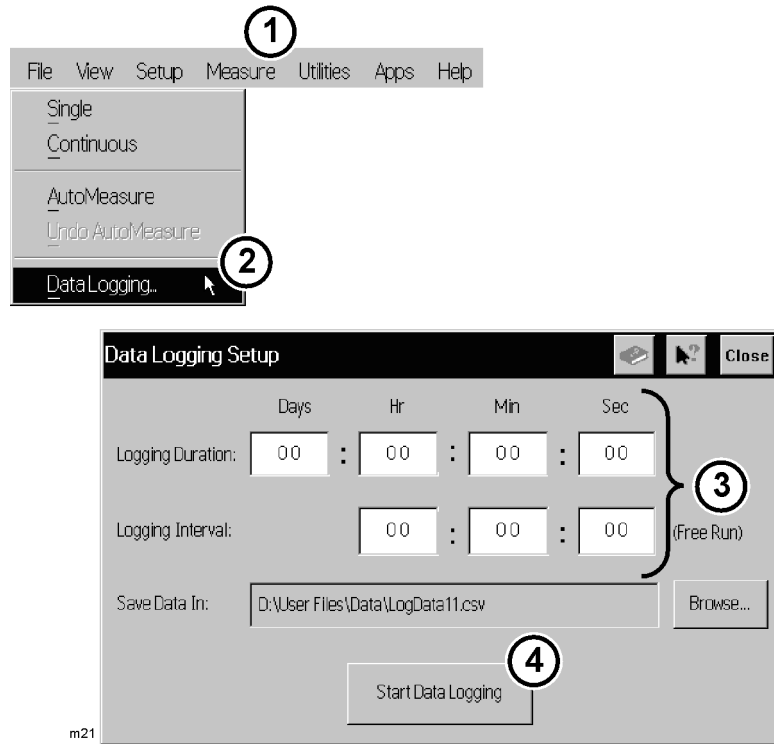 1
File View Setup Measure Utilities Apps Help
Single
Continuous
AutoMeasure
Undo AutoMeasure
2
Data Logging...
Data Logging Setup ? Close
Days Hr Min Sec
Logging Duration: 00 : 00 : 00 : 00
3
Logging Interval: 00 : 00 : 00 (Free Run)
Save Data In: D:\User Files\Data\LogData11.csv Browse...
4
Start Data Logging
m21